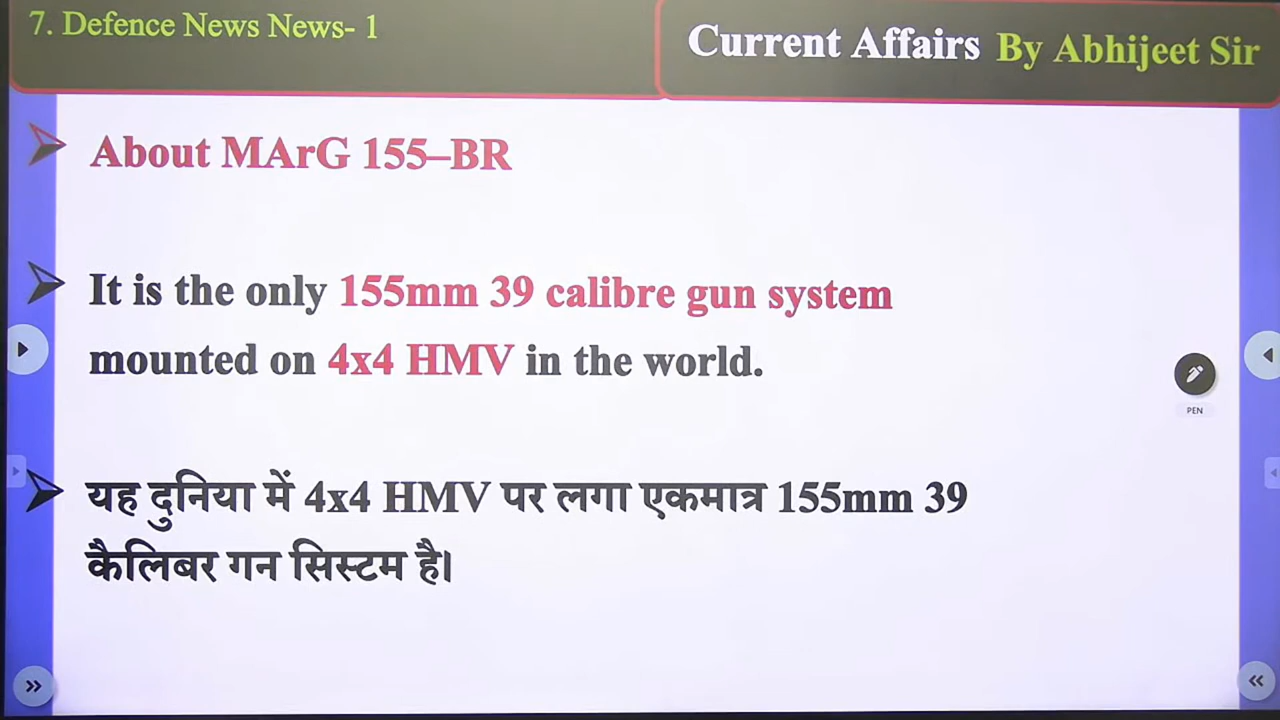 7. Defence News News- 1
Current Affairs By Abhijeet Sir
About MArG 155–BR
It is the only 155mm 39 calibre gun system
mounted on 4x4 HMV in the world.
PEN
यह दुनिया में 4x4 HMV पर लगा एकमात्र 155mm 39
कैलिबर गन सिस्टम है।